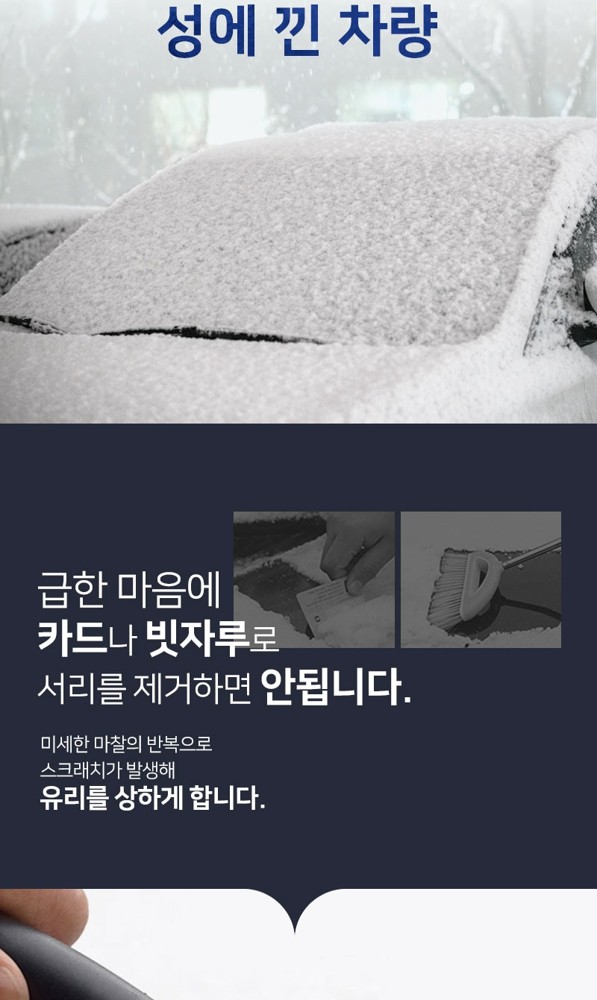 성에 낀 차량
급한 마음에
카드나 빗자루로
서리를 제거하면 안됩니다.
미세한 마찰의 반복으로
스크래치가 발생해
유리를 상하게 합니다.